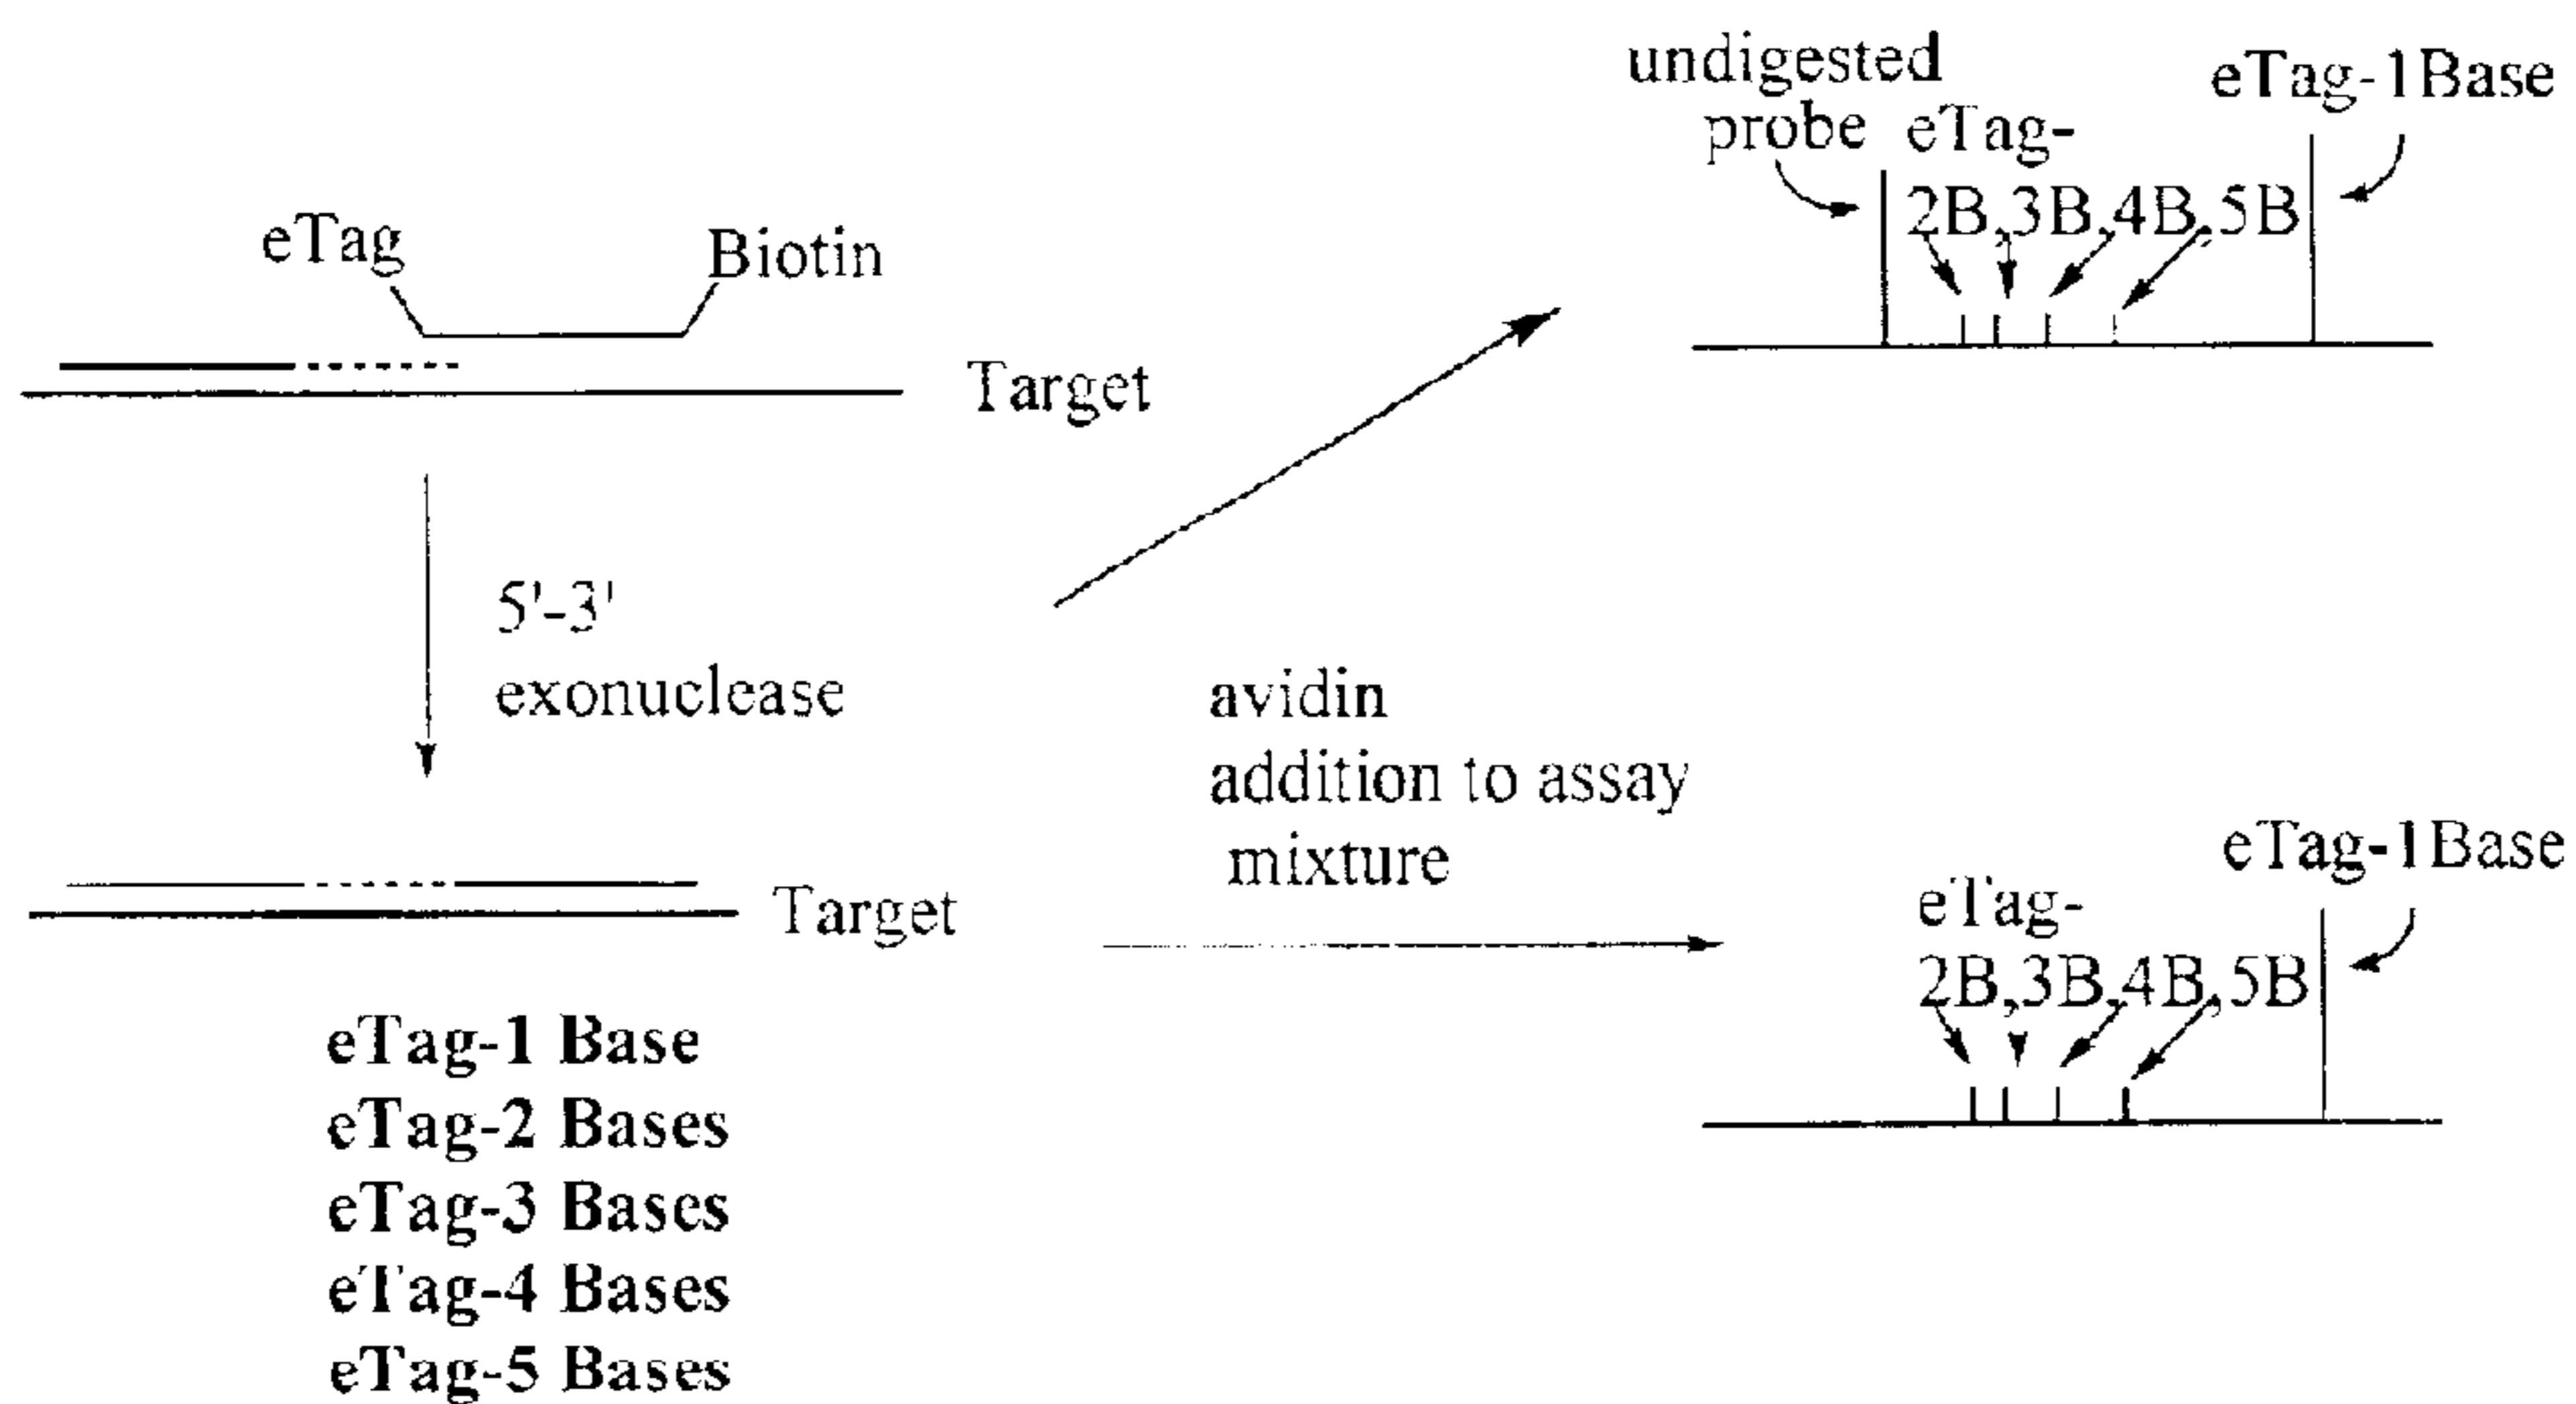 eTag
Biotin
Target
5'-3'
exonuclease
Target
eTag-1 Base
eTag-2 Bases
eTag-3 Bases
eTag-4 Bases
eTag-5 Bases
avidin
addition to assay
mixture
undigested
probe
eTag-
2B,3B,4B,5B
eTag-1Base
eTag-
2B,3B,4B,5B
eTag-1Base